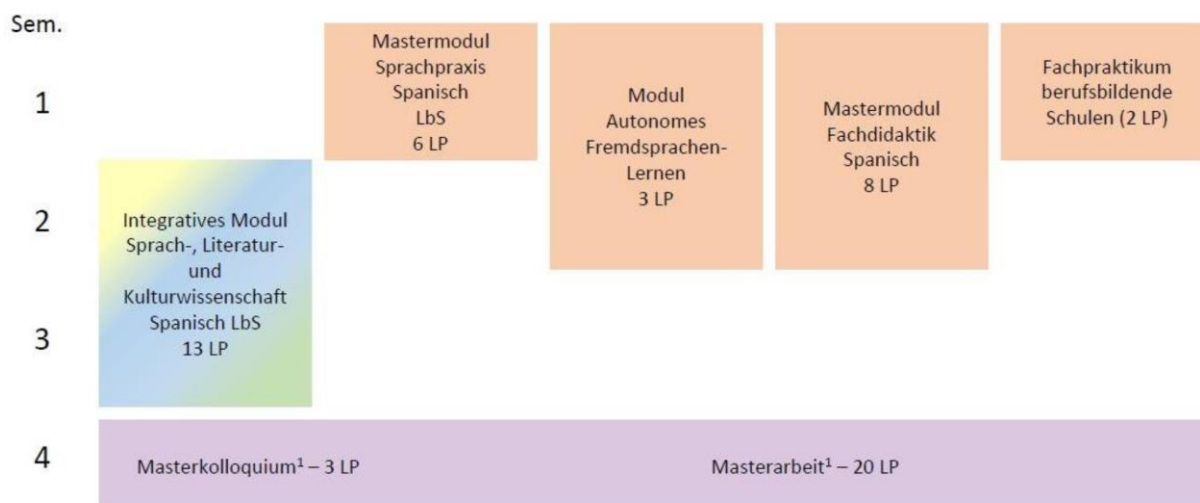 Sem.
1
Mastermodul
Sprachpraxis
Spanisch
LbS
6 LP
Modul
Autonomes
Fremdsprachen-
Lernen
3 LP
Mastermodul
Fachdidaktik
Spanisch
8 LP
Fachpraktikum
berufsbildende
Schulen (2 LP)
2
Integratives Modul
Sprach-, Literatur-
und
Kulturwissenschaft
Spanisch LbS
13 LP
3
4
Masterkolloquium¹ – 3 LP
Masterarbeit¹ – 20 LP